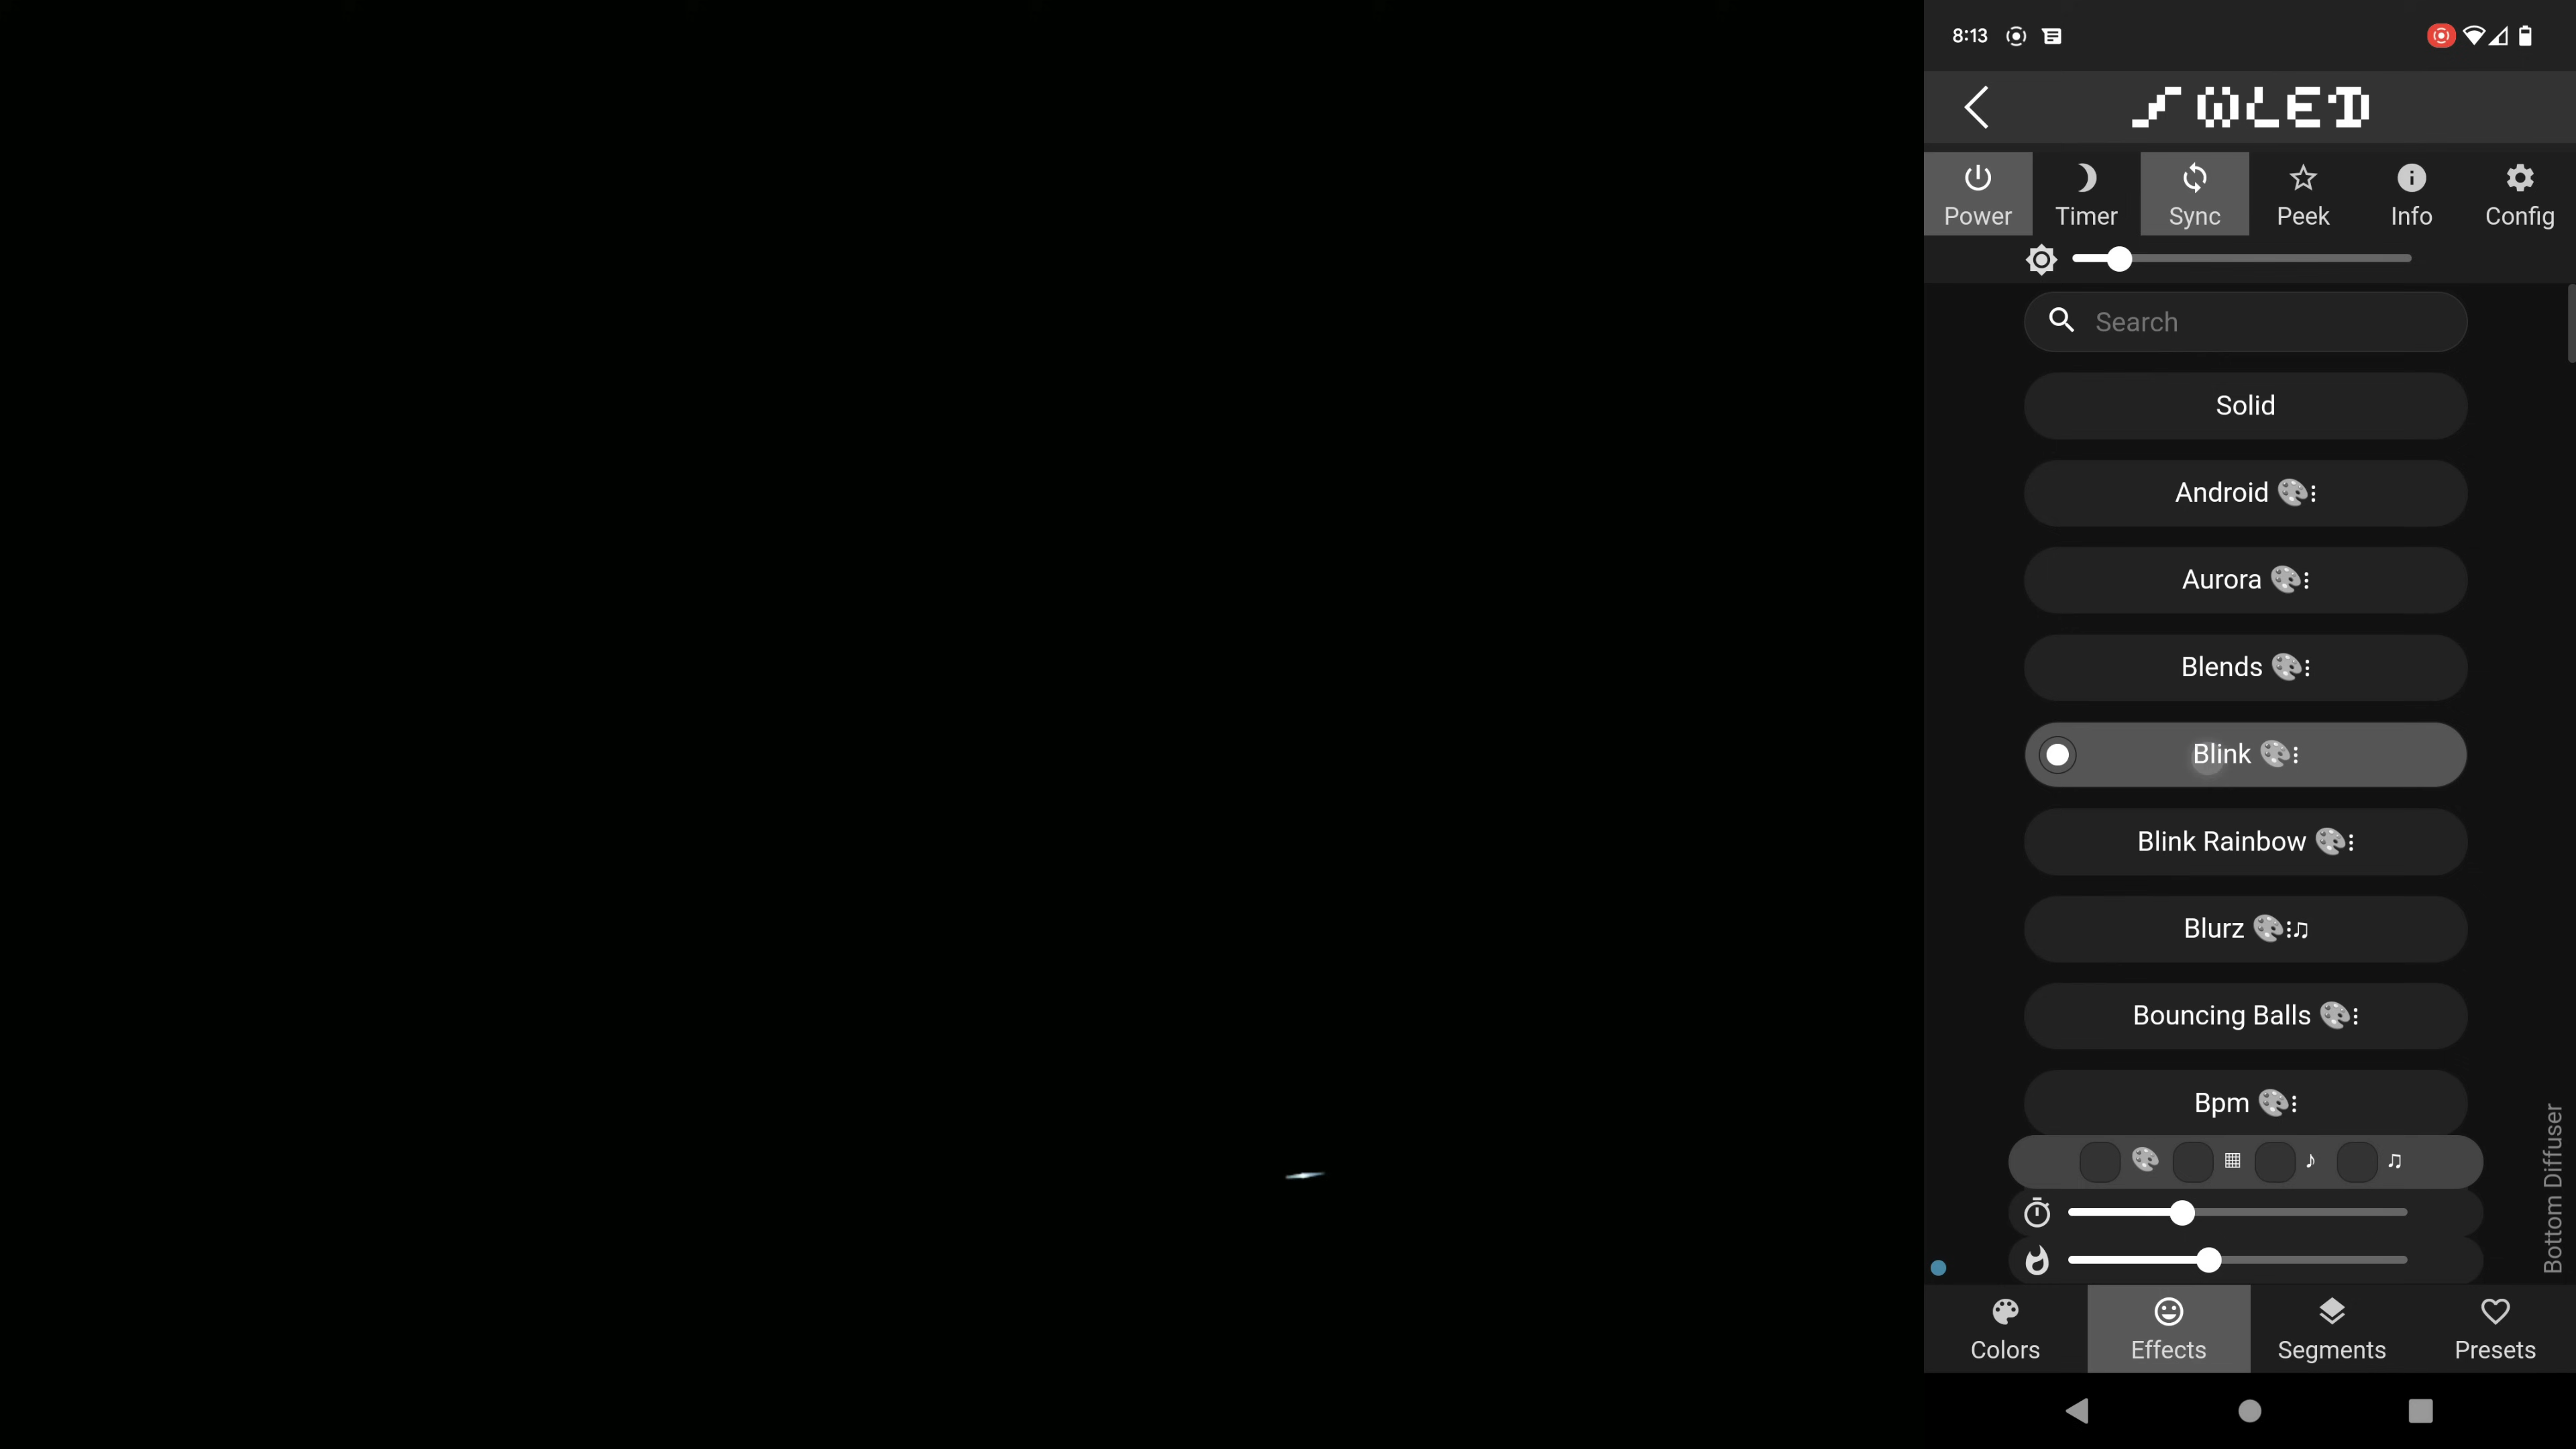 8:13
WLED
Power Timer Sync Peek Info Config
Search
Solid
Android
Aurora
Blends
Blink
Blink Rainbow
Blurz
Bouncing Balls
Bpm
Bottom Diffuser
Colors Effects Segments Presets